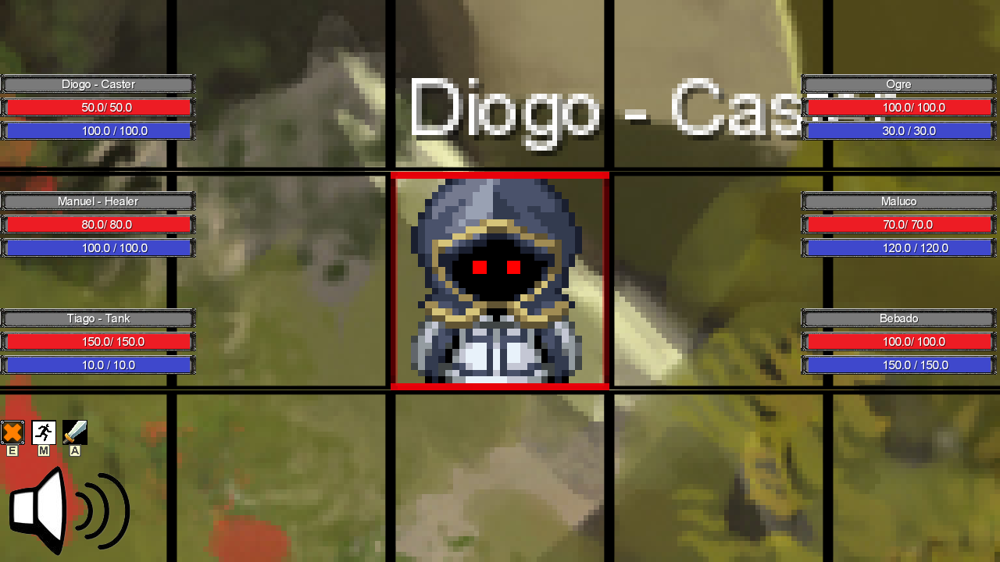 Diogo - Caster
50.0/ 50.0
100.0 / 100.0
Manuel - Healer
80.0/ 80.0
100.0 / 100.0
Tiago - Tank
150.0/ 150.0
10.0 / 10.0
E M A
Diogo - Cas
Ogre
100.0/ 100.0
30.0 / 30.0
Maluco
70.0/ 70.0
120.0 / 120.0
Bebado
100.0/ 100.0
150.0 / 150.0